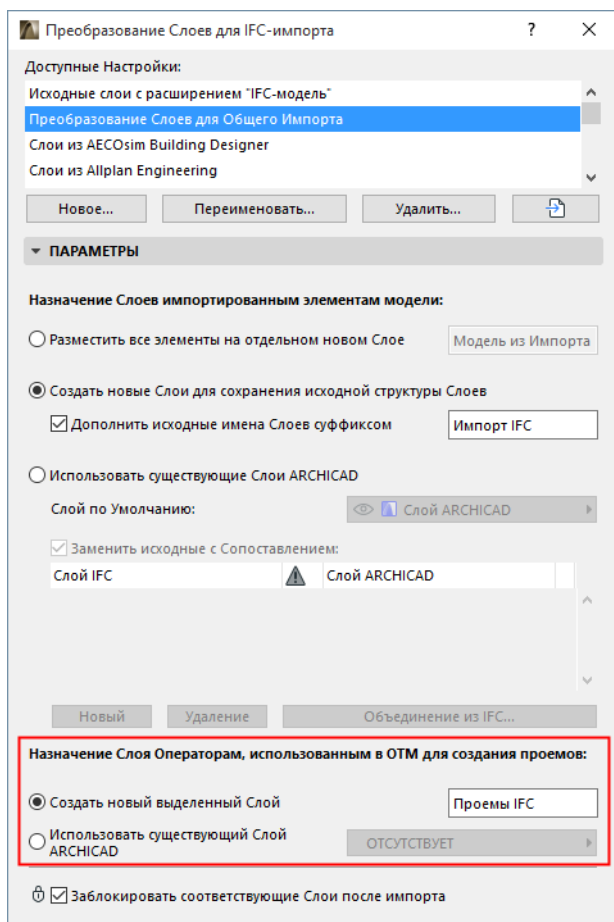 Преобразование Слоев для IFC-импорта ?
Доступные Настройки:
Исходные слои с расширением "IFC-модель"
Преобразование Слоев для Общего Импорта
Слои из AECOsim Building Designer
Слои из Allplan Engineering
Новое... Переименовать... Удалить...
ПАРАМЕТРЫ
Назначение Слоев импортированным элементам модели:
Разместить все элементы на отдельном новом Слое Модель из Импорта
Создать новые Слои для сохранения исходной структуры Слоев
Дополнить исходные имена Слоев суффиксом Импорт IFC
Использовать существующие Слои ARCHICAD
Слой по Умолчанию: Слой ARCHICAD
Заменить исходные с Сопоставлением:
Слой IFC Слой ARCHICAD
Новый Удаление Объединение из IFC...
Назначение Слоя Операторам, использованным в ОТМ для создания проемов:
Создать новый выделенный Слой Проемы IFC
Использовать существующий Слой
ARCHICAD ОТСУТСТВУЕТ
Заблокировать соответствующие Слои после импорта